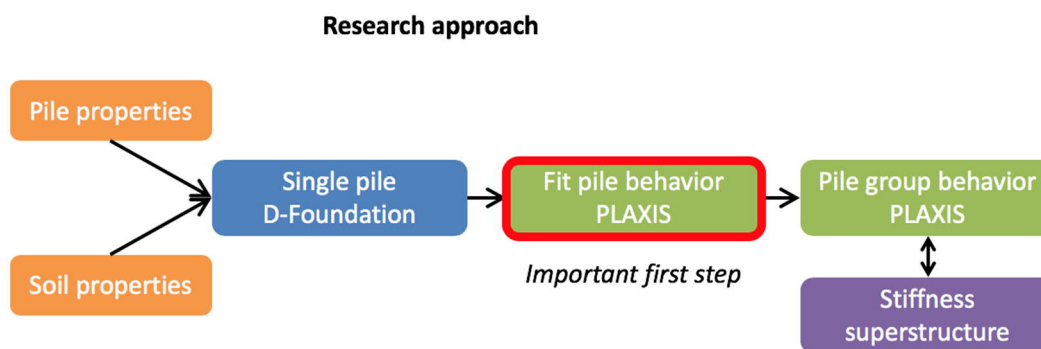 Research approach
Pile properties
Single pile
D-Foundation
Fit pile behavior
PLAXIS
Pile group behavior
PLAXIS
Soil properties
Important first step
Stiffness
superstructure